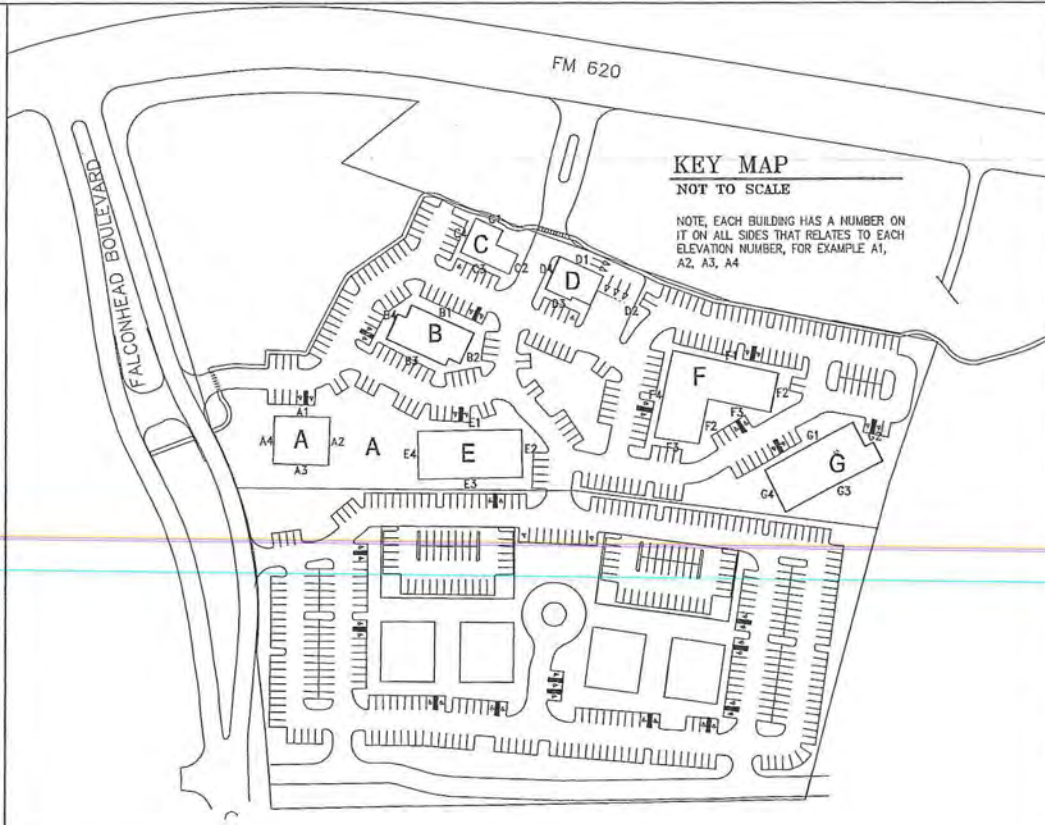 FM 620
FALCONHEAD BOULEVARD
KEY MAP
NOT TO SCALE
NOTE, EACH BUILDING HAS A NUMBER ON
IT ON ALL SIDES THAT RELATES TO EACH
ELEVATION NUMBER, FOR EXAMPLE A1,
A2, A3, A4
C4
C
C3
C2
D1
D4
D
D3
D2
B4
B1
B
B3
B2
F1
F4
F
F2
F3
F2
F3
A1
A4
A
A2
A3
A
E1
E4
E
E2
E3
G1
G2
G
G4
G3